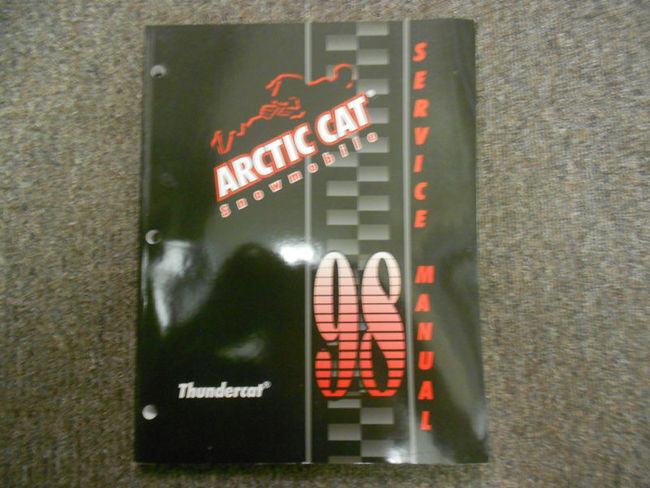 ARCTIC CAT®
Snowmobile
SERVICE MANUAL
98
Thundercat®